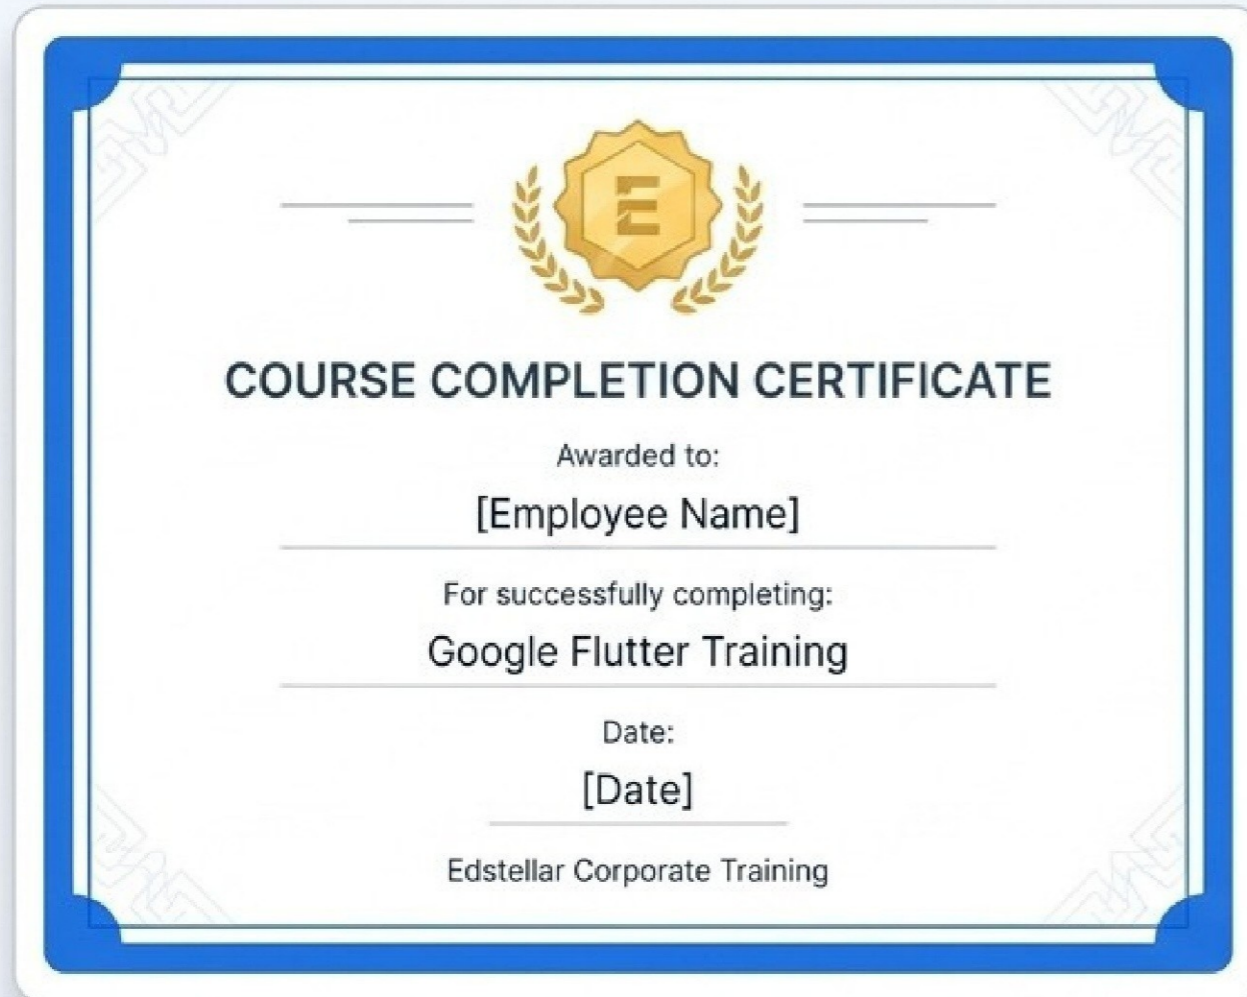 E
COURSE COMPLETION CERTIFICATE
Awarded to:
[Employee Name]
For successfully completing:
Google Flutter Training
Date:
[Date]
Edstellar Corporate Training